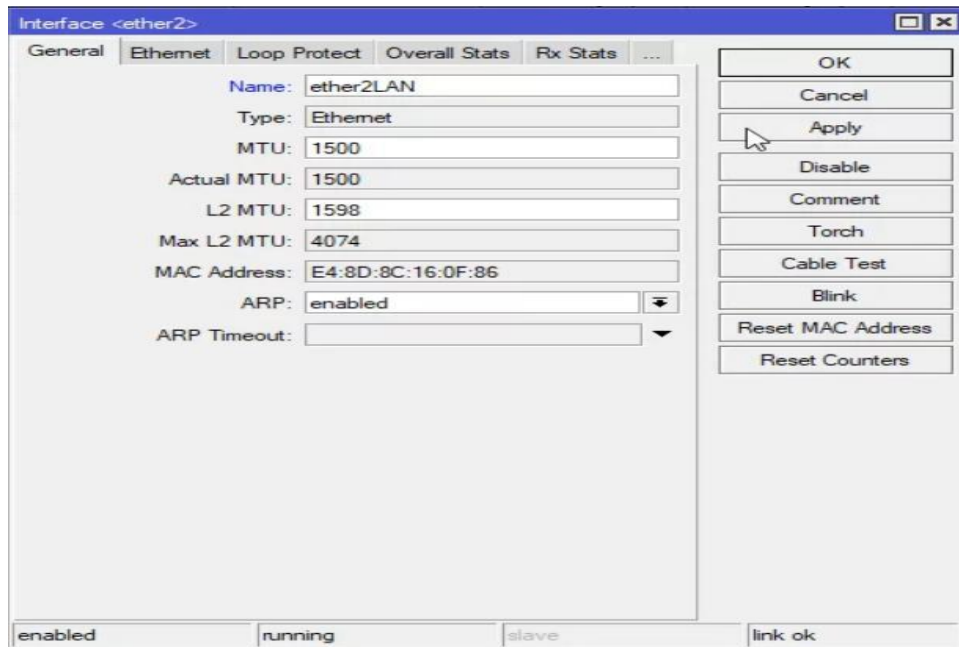 Interface <ether2>
General Ethernet Loop Protect Overall Stats Rx Stats ...
Name: ether2LAN
Type: Ethernet
MTU: 1500
Actual MTU: 1500
L2 MTU: 1598
Max L2 MTU: 4074
MAC Address: E4:8D:8C:16:0F:86
ARP: enabled
ARP Timeout:
OK
Cancel
Apply
Disable
Comment
Torch
Cable Test
Blink
Reset MAC Address
Reset Counters
enabled running slave link ok